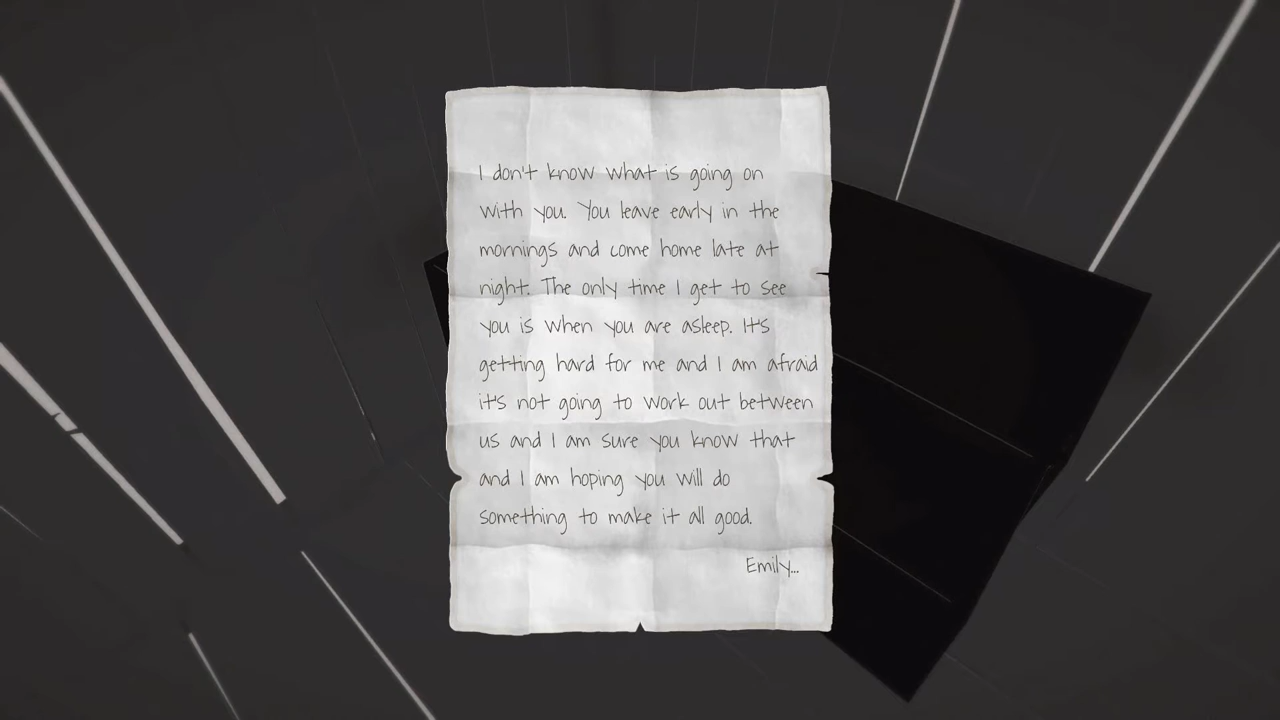 I don't know what is going on
with you. You leave early in the
mornings and come home late at
night. The only time I get to see
you is when you are asleep. It's
getting hard for me and I am afraid
it's not going to work out between
us and I am sure you know that
and I am hoping you will do
something to make it all good.
Emily...